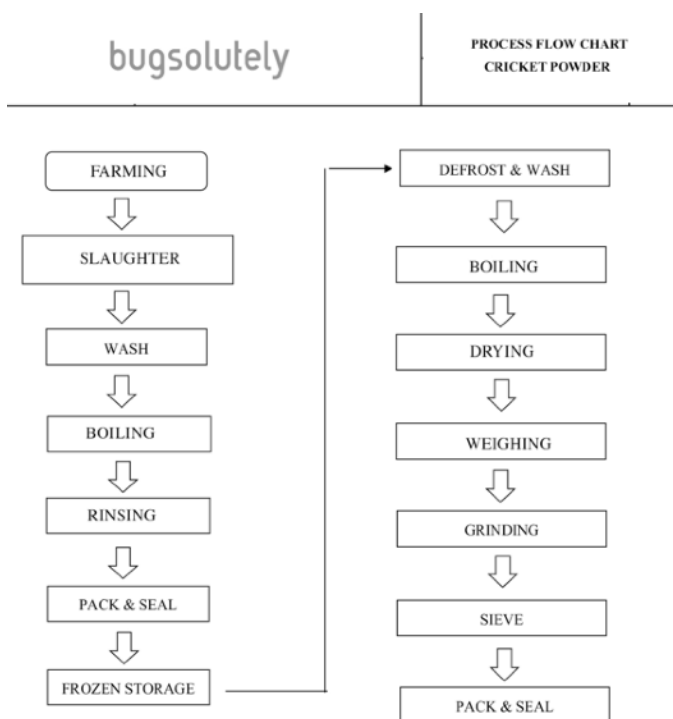 bugsolutely
PROCESS FLOW CHART
CRICKET POWDER
FARMING
SLAUGHTER
WASH
BOILING
RINSING
PACK & SEAL
FROZEN STORAGE
DEFROST & WASH
BOILING
DRYING
WEIGHING
GRINDING
SIEVE
PACK & SEAL